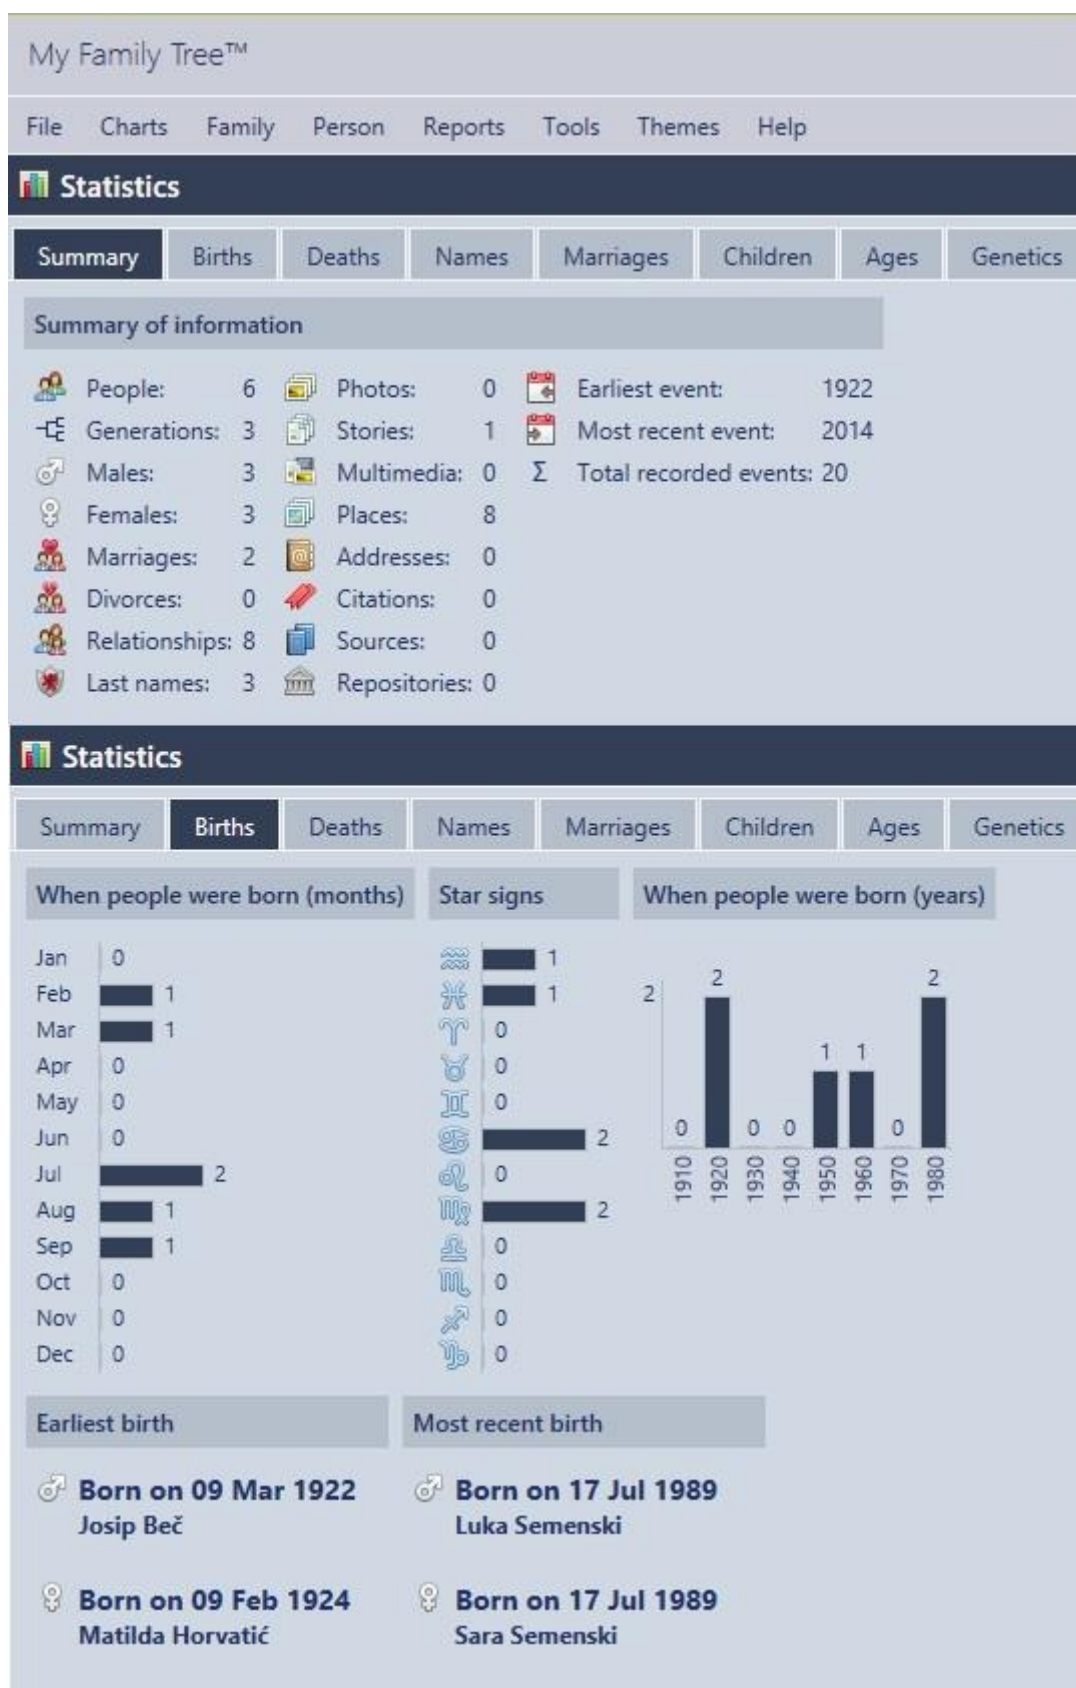 My Family Tree™
File Charts Family Person Reports Tools Themes Help
Statistics
Summary Births Deaths Names Marriages Children Ages Genetics
Summary of information
People: 6 Photos: 0 Earliest event: 1922
Generations: 3 Stories: 1 Most recent event: 2014
Males: 3 Multimedia: 0 Σ Total recorded events: 20
Females: 3 Places: 8
Marriages: 2 Addresses: 0
Divorces: 0 Citations: 0
Relationships: 8 Sources: 0
Last names: 3 Repositories: 0
Statistics
Summary Births Deaths Names Marriages Children Ages Genetics
When people were born (months) Star signs When people were born (years)
Jan 0 ♒ 1
Feb 1 ♓ 1
Mar 1 ♈ 0
Apr 0 ♉ 0
May 0 ♊ 0
Jun 0 ♋ 2
Jul 2 ♌ 0
Aug 1 ♍ 2
Sep 1 ♎ 0
Oct 0 ♏ 0
Nov 0 ♐ 0
Dec 0 ♑ 0
2
0 2 0 0 1 1 0 2
1910 1920 1930 1940 1950 1960 1970 1980
Earliest birth Most recent birth
Born on 09 Mar 1922 Born on 17 Jul 1989
Josip Beč Luka Semenski
Born on 09 Feb 1924 Born on 17 Jul 1989
Matilda Horvatić Sara Semenski